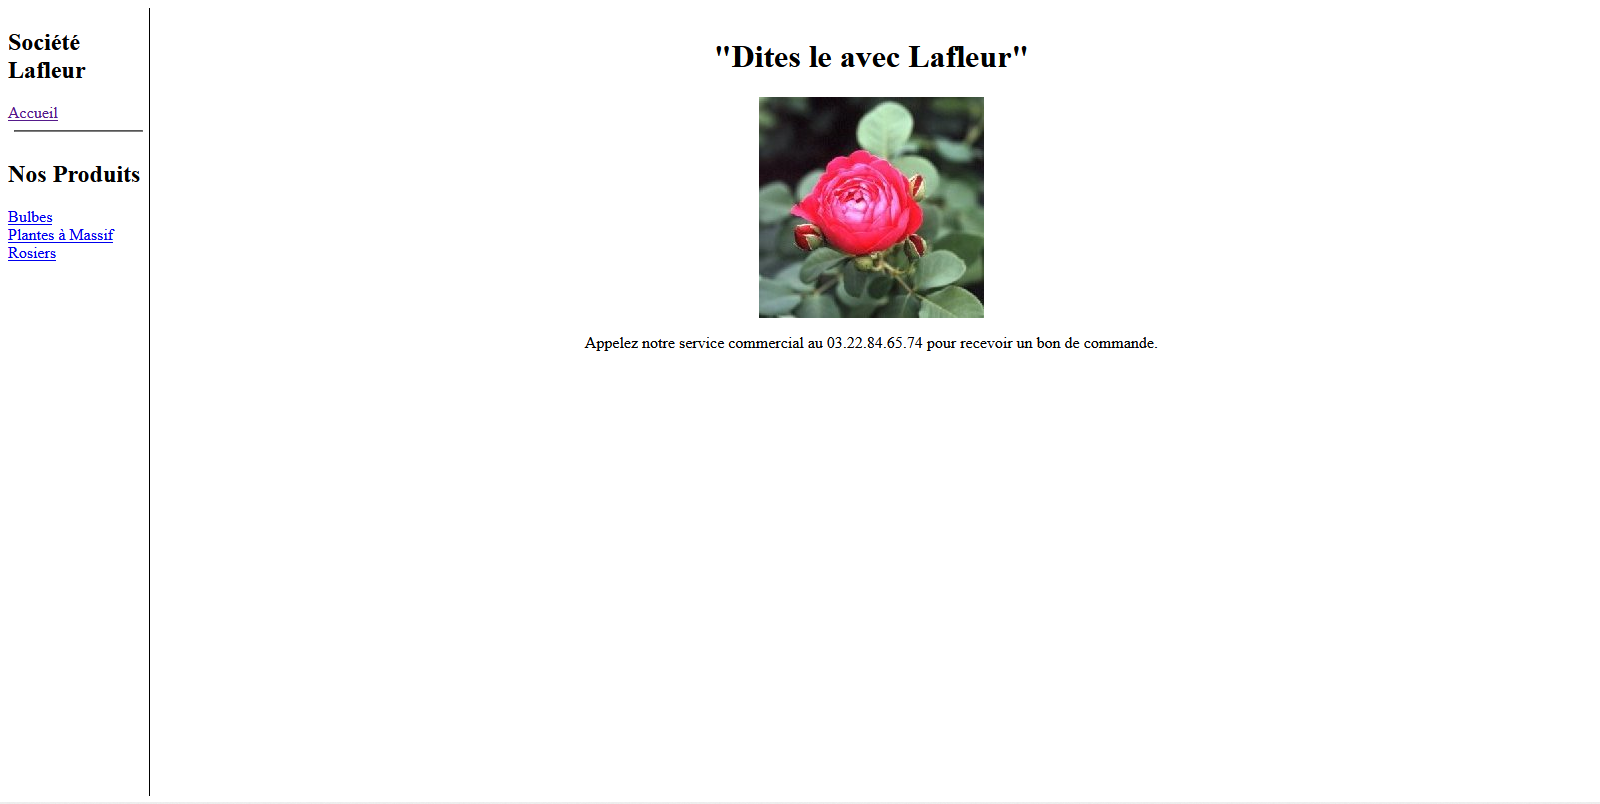 Société
Lafleur
Accueil
Nos Produits
Bulbes
Plantes à Massif
Rosiers
"Dites le avec Lafleur"
Appelez notre service commercial au 03.22.84.65.74 pour recevoir un bon de commande.